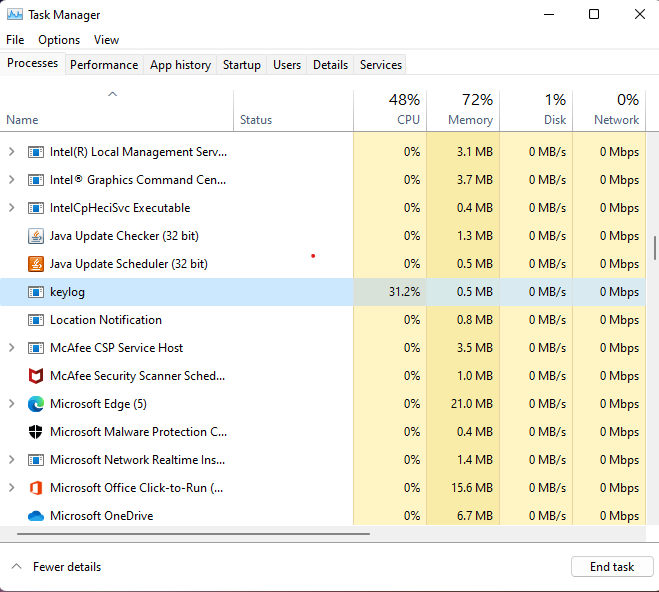 Task Manager
File Options View
Processes Performance App history Startup Users Details Services
48% 72% 1% 0%
Name Status CPU Memory Disk Network
Intel(R) Local Management Serv... 0% 3.1 MB 0 MB/s 0 Mbps
Intel® Graphics Command Cen... 0% 3.7 MB 0 MB/s 0 Mbps
IntelCpHeciSvc Executable 0% 0.4 MB 0 MB/s 0 Mbps
Java Update Checker (32 bit) 0% 1.3 MB 0 MB/s 0 Mbps
Java Update Scheduler (32 bit) 0% 0.5 MB 0 MB/s 0 Mbps
keylog 31.2% 0.5 MB 0 MB/s 0 Mbps
Location Notification 0% 0.8 MB 0 MB/s 0 Mbps
McAfee CSP Service Host 0% 3.5 MB 0 MB/s 0 Mbps
McAfee Security Scanner Sched... 0% 1.0 MB 0 MB/s 0 Mbps
Microsoft Edge (5) 0% 21.0 MB 0 MB/s 0 Mbps
Microsoft Malware Protection C... 0% 0.4 MB 0 MB/s 0 Mbps
Microsoft Network Realtime Ins... 0% 1.4 MB 0 MB/s 0 Mbps
Microsoft Office Click-to-Run (... 0% 15.6 MB 0 MB/s 0 Mbps
Microsoft OneDrive 0% 6.7 MB 0 MB/s 0 Mbps
Fewer details End task